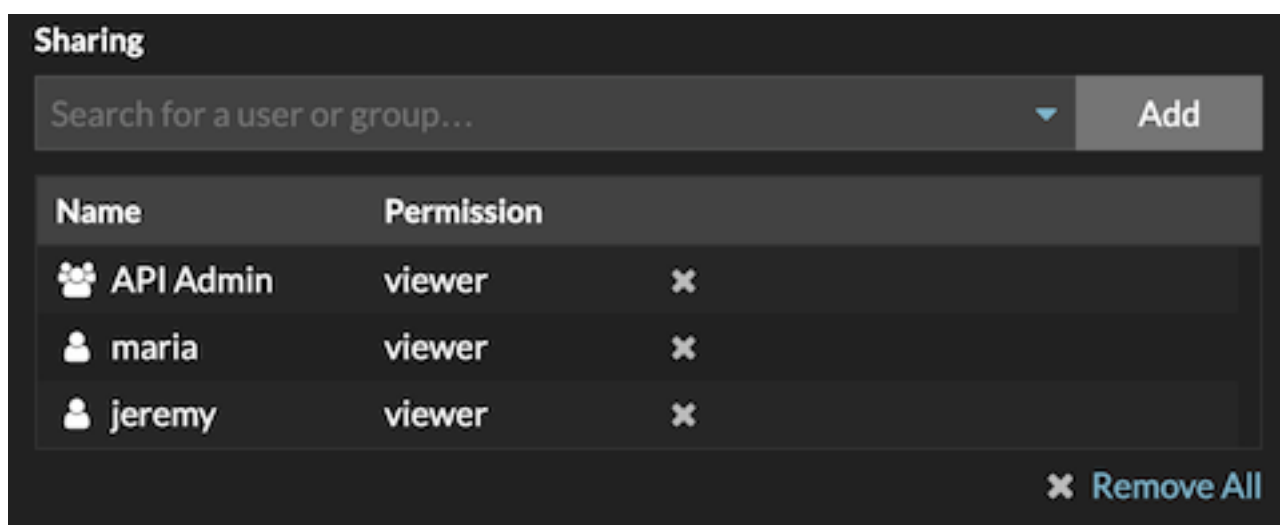 Sharing
Search for a user or group... Add
Name Permission
API Admin viewer
maria viewer
jeremy viewer
Remove All